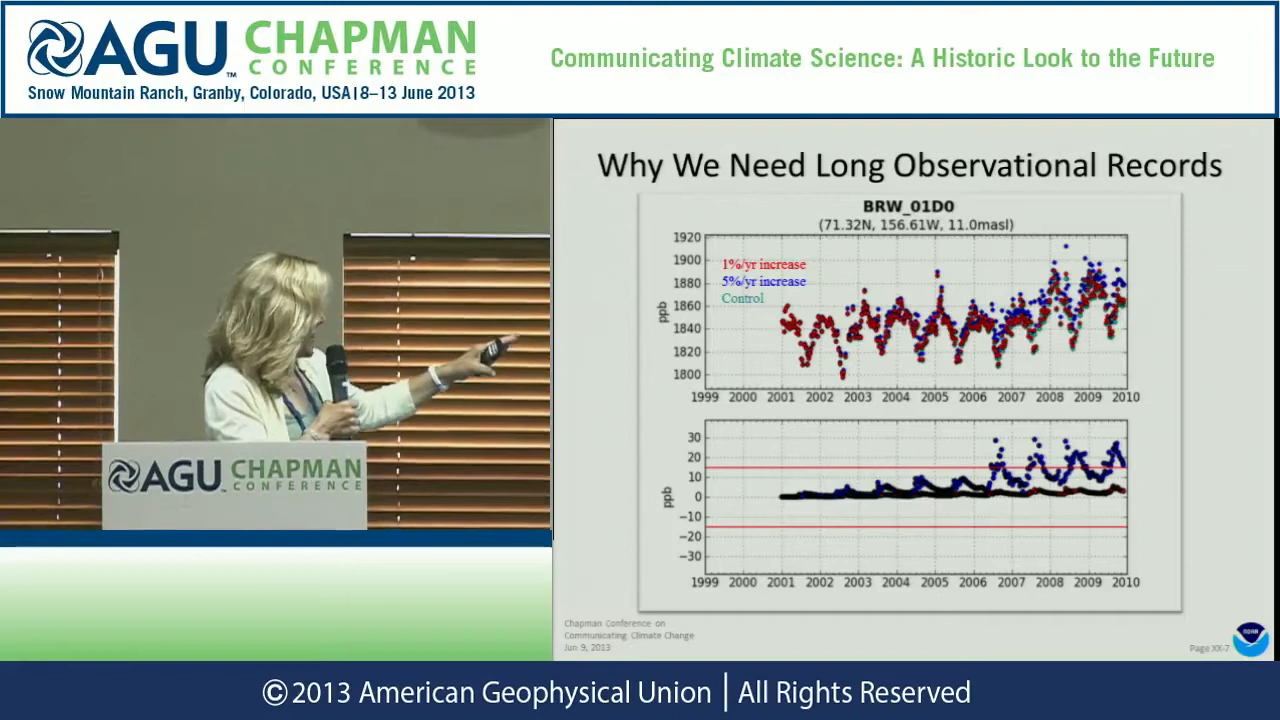 AGU CHAPMAN
CONFERENCE
™
Snow Mountain Ranch, Granby, Colorado, USA|8–13 June 2013
Communicating Climate Science: A Historic Look to the Future
AGU CHAPMAN
CONFERENCE
Why We Need Long Observational Records
BRW_01D0
(71.32N, 156.61W, 11.0masl)
1%/yr increase
5%/yr increase
Control
ppb
1920
1900
1880
1860
1840
1820
1800
1999 2000 2001 2002 2003 2004 2005 2006 2007 2008 2009 2010
ppb
30
20
10
0
−10
−20
−30
1999 2000 2001 2002 2003 2004 2005 2006 2007 2008 2009 2010
Chapman Conference on
Communicating Climate Change
Jun 9, 2013
Page XX-7
NOAA
©2013 American Geophysical Union | All Rights Reserved